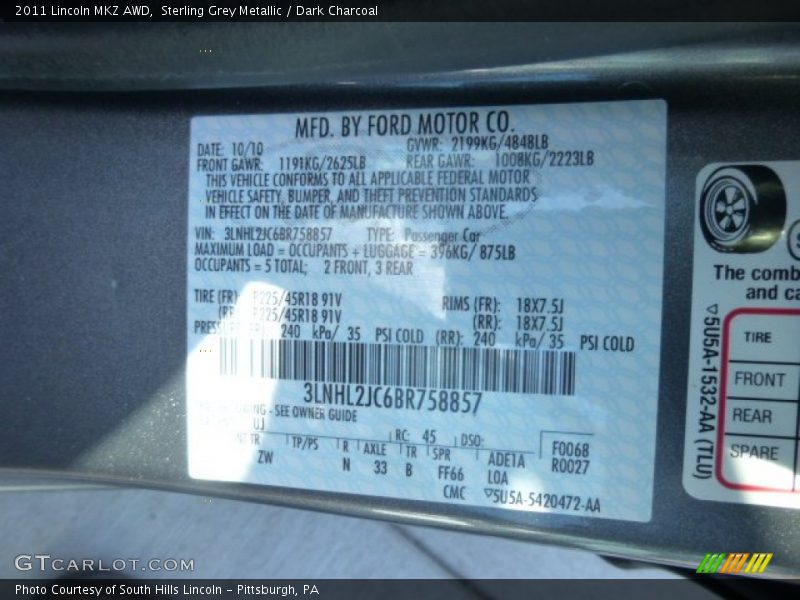 2011 Lincoln MKZ AWD, Sterling Grey Metallic / Dark Charcoal
MFD. BY FORD MOTOR CO.
DATE: 10/10 GVWR: 2199KG/4848LB
FRONT GAWR: 1191KG/2625LB REAR GAWR: 1008KG/2223LB
THIS VEHICLE CONFORMS TO ALL APPLICABLE FEDERAL MOTOR
VEHICLE SAFETY, BUMPER, AND THEFT PREVENTION STANDARDS
IN EFFECT ON THE DATE OF MANUFACTURE SHOWN ABOVE.
VIN: 3LNHL2JC6BR758857 TYPE: Passenger Car
MAXIMUM LOAD = OCCUPANTS + LUGGAGE = 396KG/ 875LB
OCCUPANTS = 5 TOTAL; 2 FRONT, 3 REAR
TIRE (FR): P225/45R18 91V RIMS (FR): 18X7.5J
P225/45R18 91V (RR): 18X7.5J
240 kPa/ 35 PSI COLD (RR): 240 kPa/ 35 PSI COLD
3LNHL2JC6BR758857
- SEE OWNER GUIDE
UJ
RC: 45 DSO: F0068
TR TP/PS R AXLE TR SPR ADE1A R0027
ZW N 33 B FF66 LOA
CMC 5U5A-5420472-AA
The comb
and ca
5U5A-1532-AA (TLU)
TIRE
FRONT
REAR
SPARE
GTCARLOT.COM
Photo Courtesy of South Hills Lincoln - Pittsburgh, PA